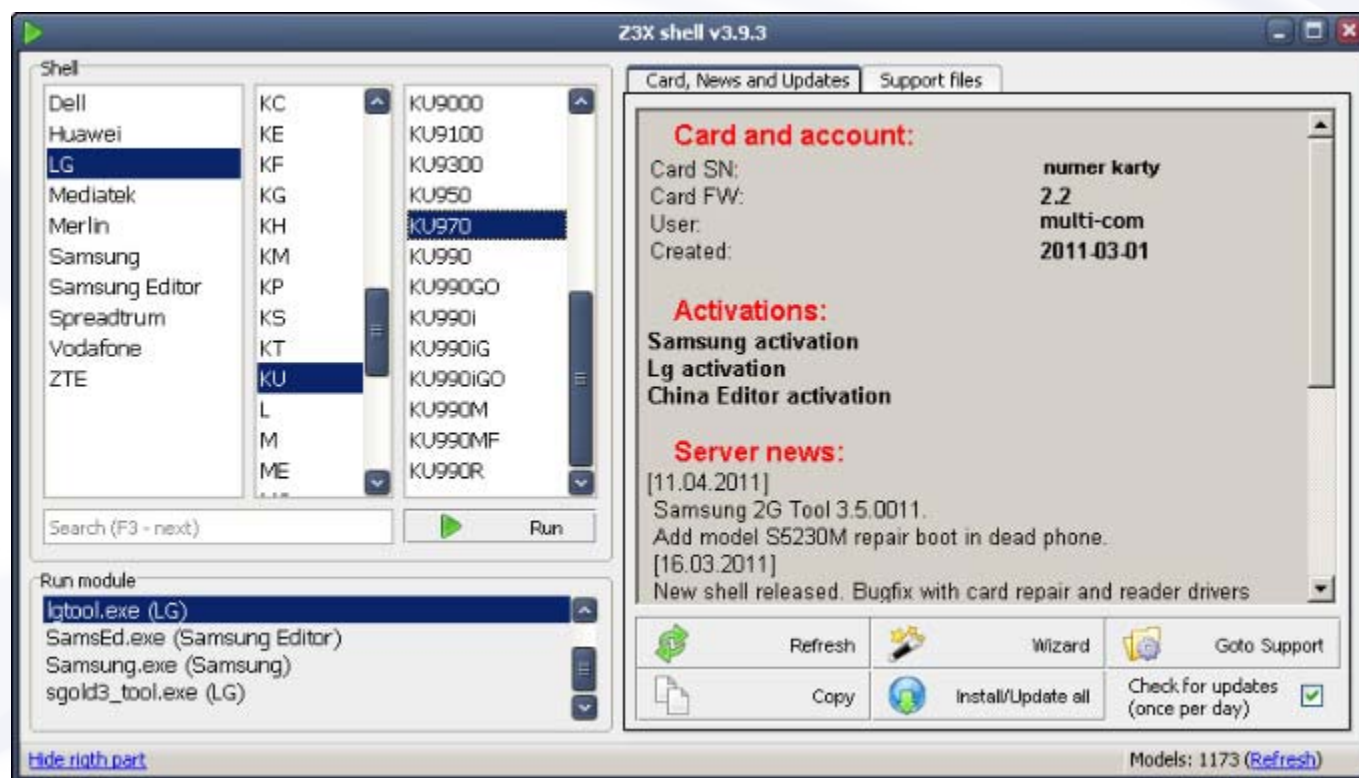 Z3X shell v3.9.3
Shell
Dell
Huawei
LG
Mediatek
Merlin
Samsung
Samsung Editor
Spreadtrum
Vodafone
ZTE
KC
KE
KF
KG
KH
KM
KP
KS
KT
KU
L
M
ME
KU9000
KU9100
KU9300
KU950
KU970
KU990
KU990GO
KU990i
KU990iG
KU990iGO
KU990M
KU990MF
KU990R
Search (F3 - next)
Run
Run module
lgtool.exe (LG)
SamsEd.exe (Samsung Editor)
Samsung.exe (Samsung)
sgold3_tool.exe (LG)
Card, News and Updates
Support files
Card and account:
Card SN: numer karty
Card FW: 2.2
User: multi-com
Created: 2011-03-01
Activations:
Samsung activation
Lg activation
China Editor activation
Server news:
[11.04.2011]
Samsung 2G Tool 3.5.0011.
Add model S5230M repair boot in dead phone.
[16.03.2011]
New shell released. Bugfix with card repair and reader drivers
Refresh
Wizard
Goto Support
Copy
Install/Update all
Check for updates
(once per day)
Hide rigth part
Models: 1173 (Refresh)